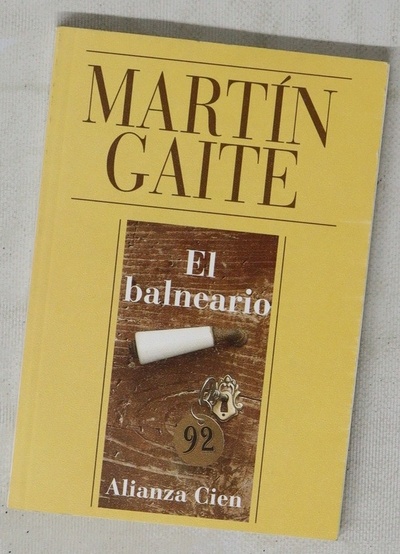 MARTÍN
GAITE
El
balneario
92
Alianza Cien